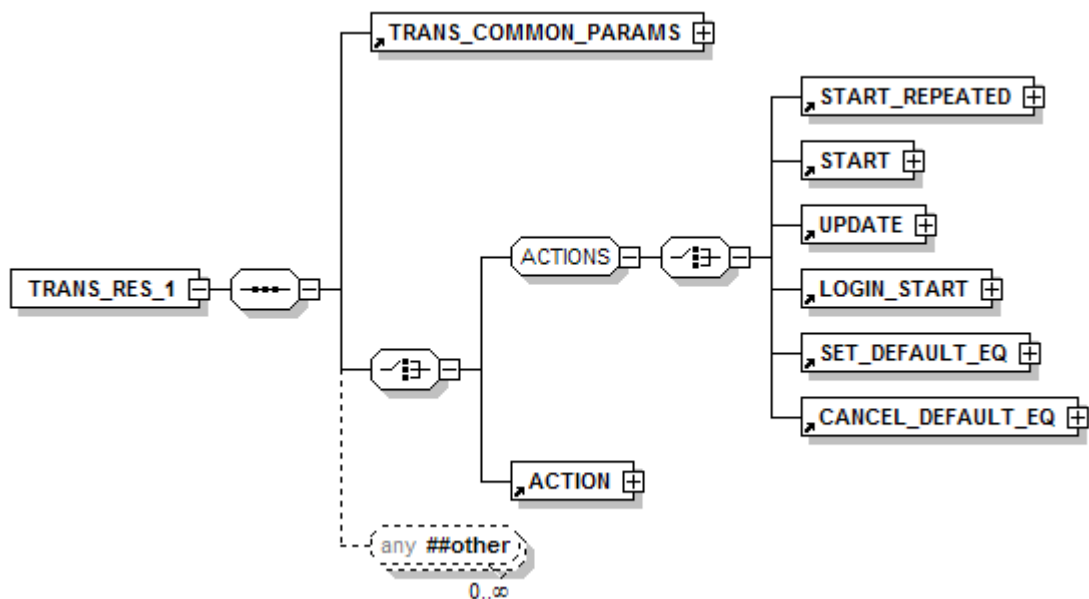 TRANS_COMMON_PARAMS
START_REPEATED
START
UPDATE
ACTIONS
TRANS_RES_1
LOGIN_START
SET_DEFAULT_EQ
CANCEL_DEFAULT_EQ
ACTION
any ##other
0..∞